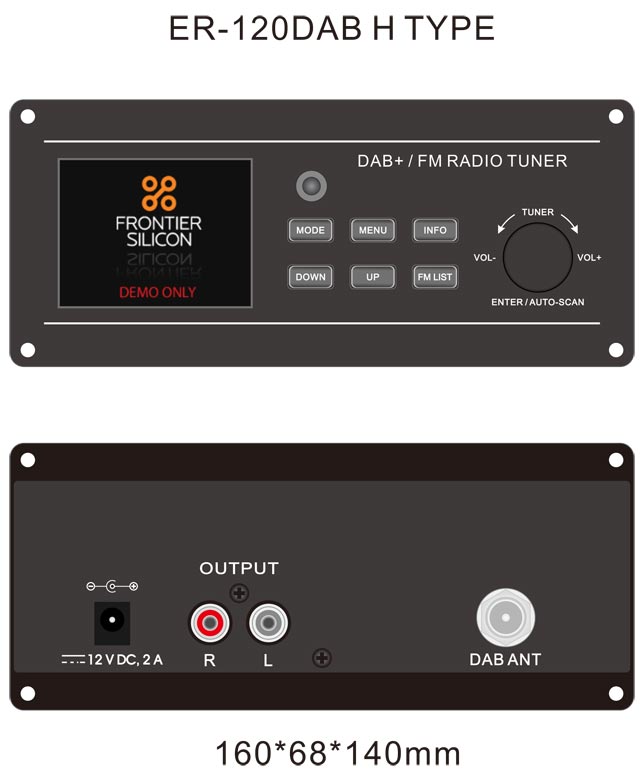 ER-120DAB H TYPE
DAB+ / FM RADIO TUNER
FRONTIER
SILICON
DEMO ONLY
MODE
MENU
INFO
DOWN
UP
FM LIST
TUNER
VOL-
VOL+
ENTER / AUTO-SCAN
OUTPUT
12 V DC, 2 A
R
L
DAB ANT
160*68*140mm